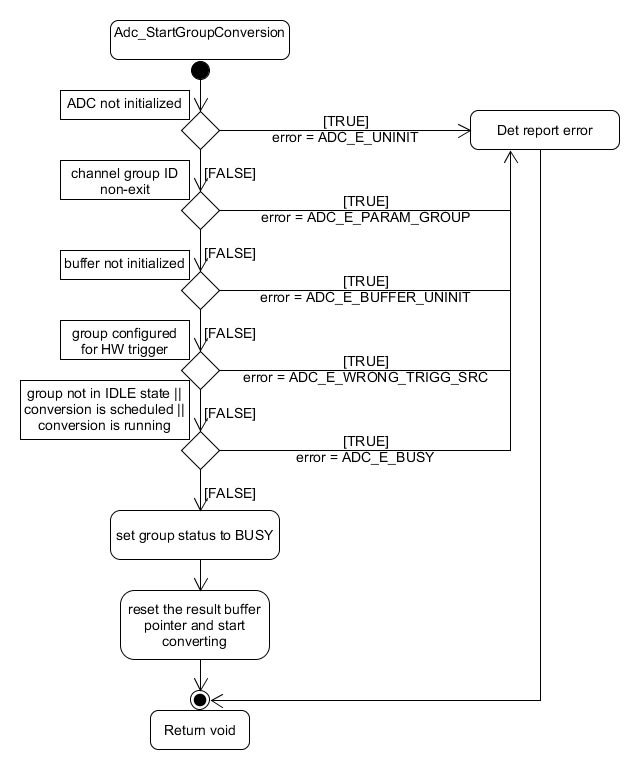 Adc_StartGroupConversion
ADC not initialized
[TRUE]
error = ADC_E_UNINIT
Det report error
[FALSE]
channel group ID
non-exit
[TRUE]
error = ADC_E_PARAM_GROUP
[FALSE]
buffer not initialized
[TRUE]
error = ADC_E_BUFFER_UNINIT
[FALSE]
group configured
for HW trigger
[TRUE]
error = ADC_E_WRONG_TRIGG_SRC
[FALSE]
group not in IDLE state ||
conversion is scheduled ||
conversion is running
[TRUE]
error = ADC_E_BUSY
[FALSE]
set group status to BUSY
reset the result buffer
pointer and start
converting
Return void